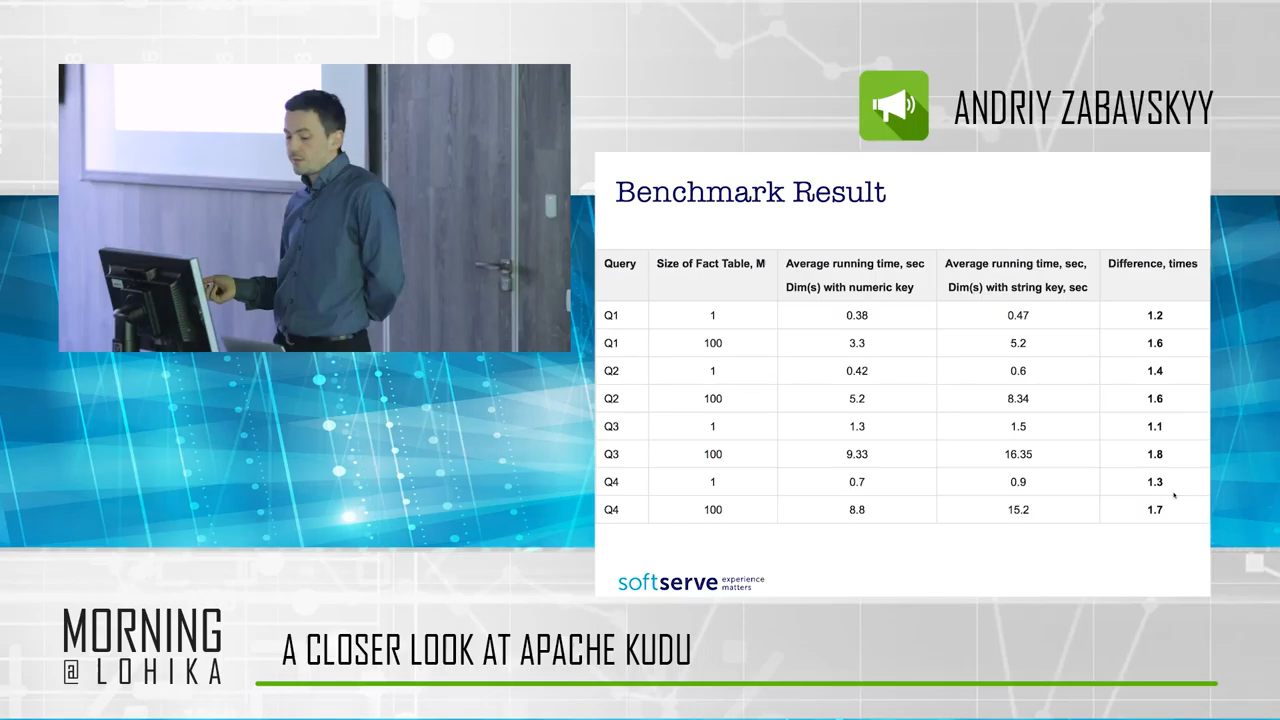 ANDRIY ZABAVSKYY
Benchmark Result
Query Size of Fact Table, M Average running time, sec Dim(s) with numeric key Average running time, sec, Dim(s) with string key, sec Difference, times
Q1 1 0.38 0.47 1.2
Q1 100 3.3 5.2 1.6
Q2 1 0.42 0.6 1.4
Q2 100 5.2 8.34 1.6
Q3 1 1.3 1.5 1.1
Q3 100 9.33 16.35 1.8
Q4 1 0.7 0.9 1.3
Q4 100 8.8 15.2 1.7
softserve experience matters
MORNING
@ LOHIKA
A CLOSER LOOK AT APACHE KUDU